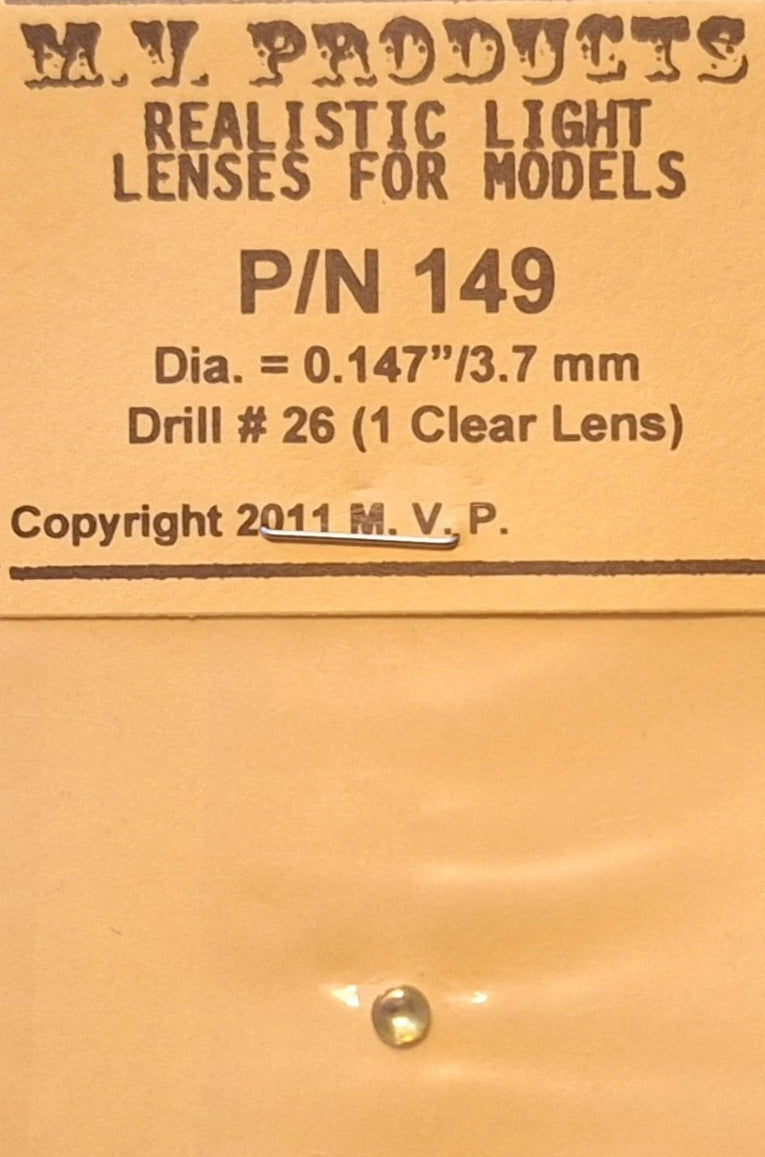 M.V. PRODUCTS
REALISTIC LIGHT
LENSES FOR MODELS
P/N 149
Dia. = 0.147”/3.7 mm
Drill # 26 (1 Clear Lens)
Copyright 2011 M. V. P.